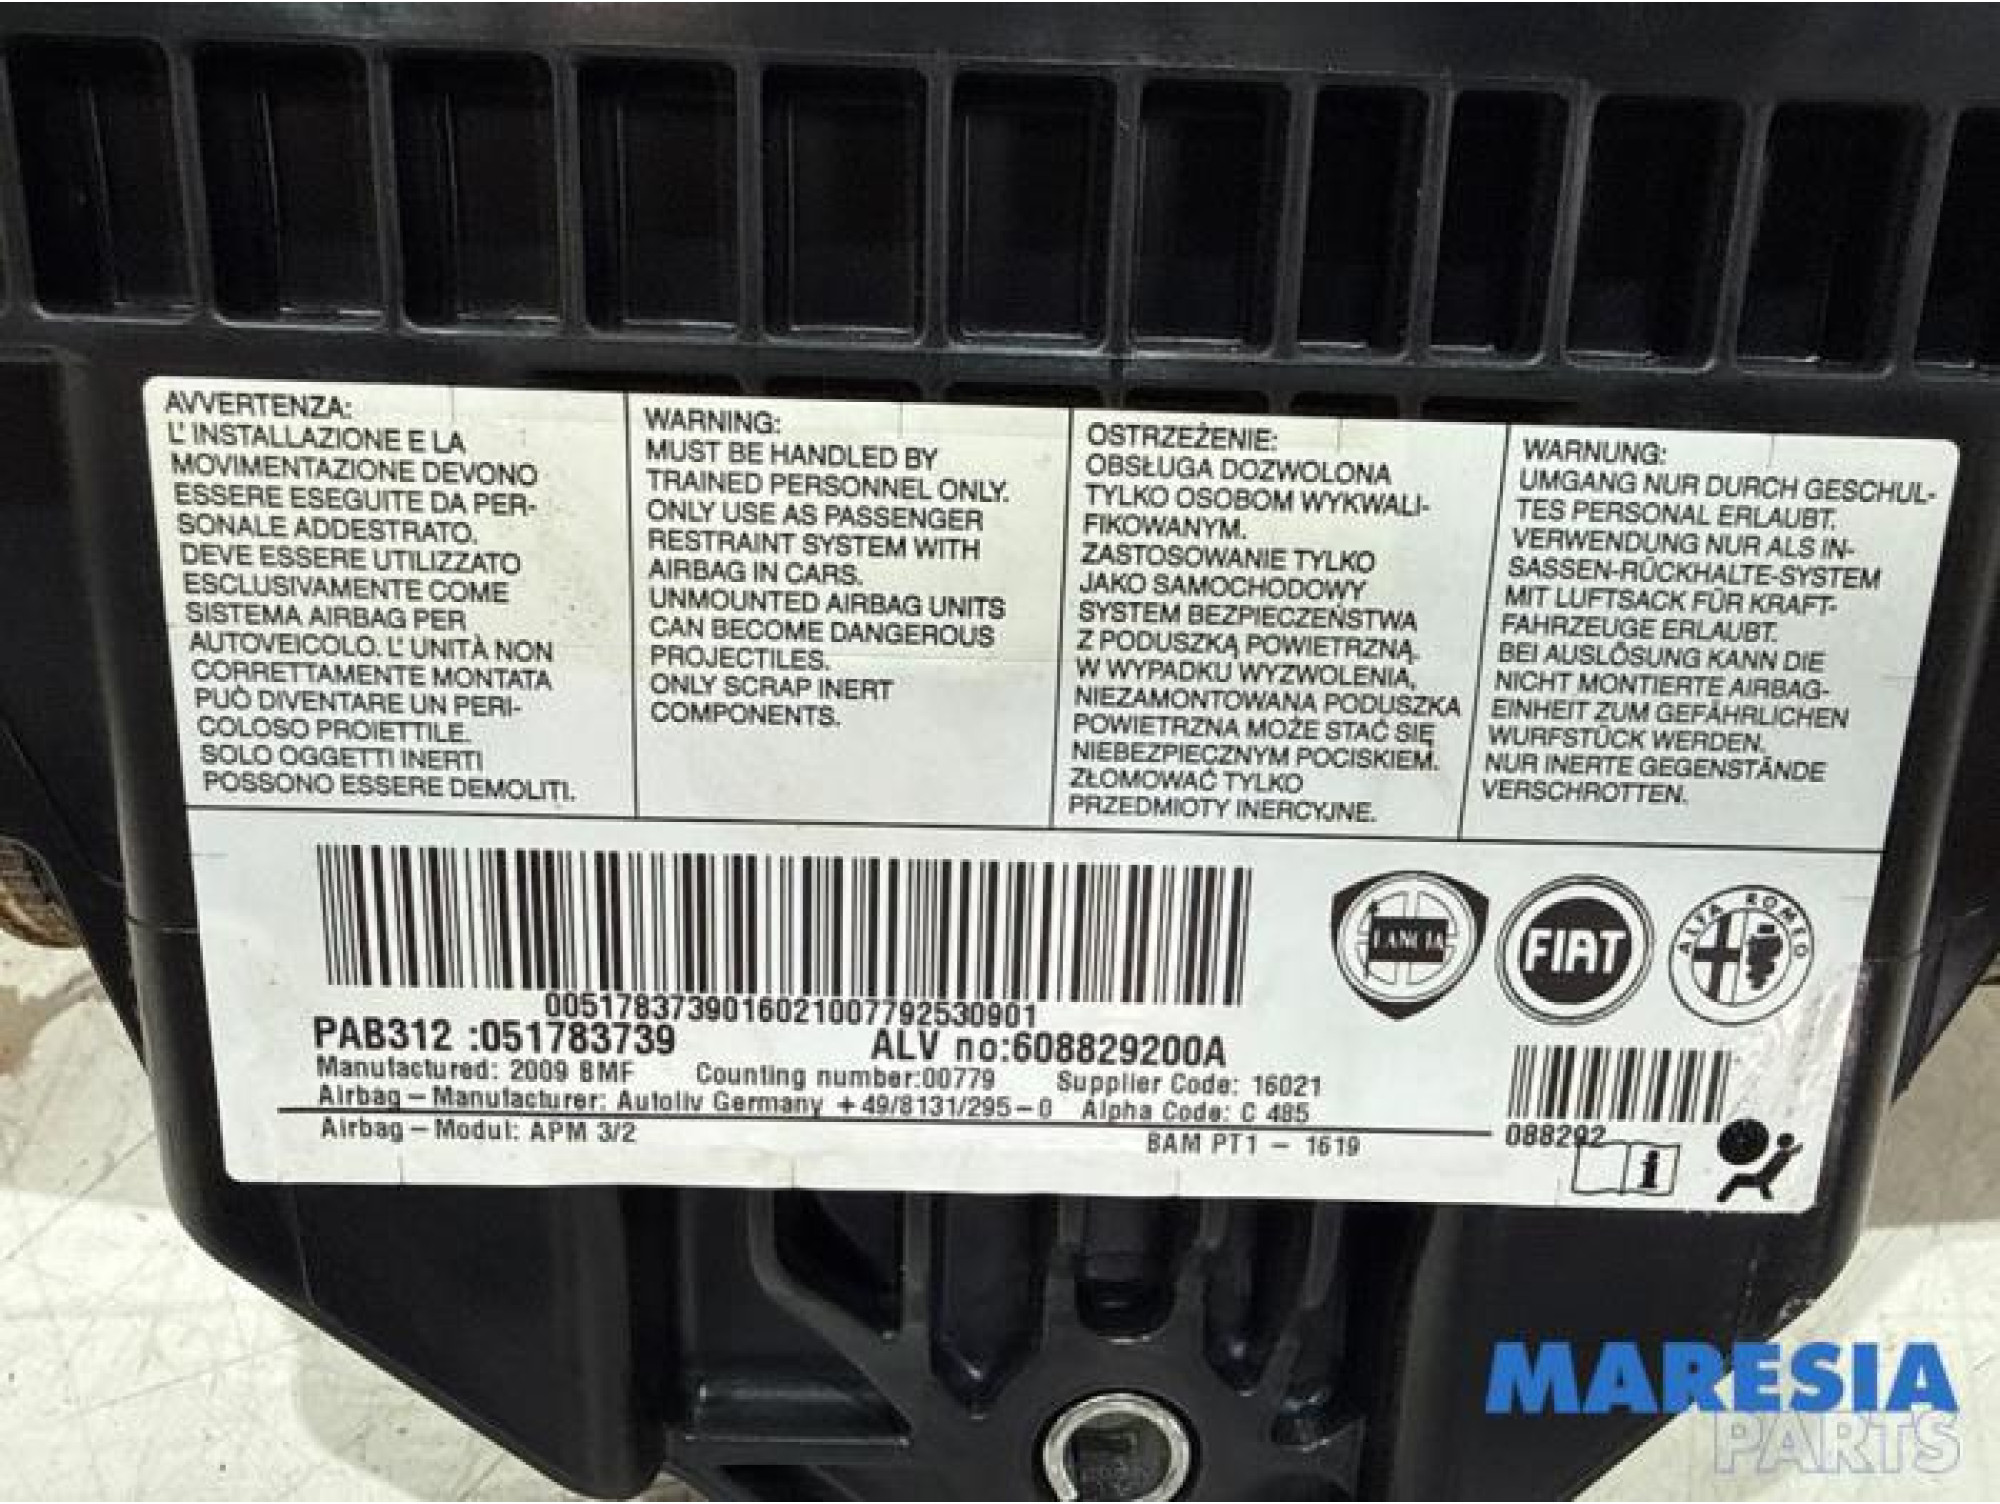 AVVERTENZA:
L' INSTALLAZIONE E LA
MOVIMENTAZIONE DEVONO
ESSERE ESEGUITE DA PER-
SONALE ADDESTRATO.
DEVE ESSERE UTILIZZATO
ESCLUSIVAMENTE COME
SISTEMA AIRBAG PER
AUTOVEICOLO. L' UNITÀ NON
CORRETTAMENTE MONTATA
PUÒ DIVENTARE UN PERI-
COLOSO PROIETTILE.
SOLO OGGETTI INERTI
POSSONO ESSERE DEMOLITI.
WARNING:
MUST BE HANDLED BY
TRAINED PERSONNEL ONLY.
ONLY USE AS PASSENGER
RESTRAINT SYSTEM WITH
AIRBAG IN CARS.
UNMOUNTED AIRBAG UNITS
CAN BECOME DANGEROUS
PROJECTILES.
ONLY SCRAP INERT
COMPONENTS.
OSTRZEŻENIE:
OBSŁUGA DOZWOLONA
TYLKO OSOBOM WYKWALI-
FIKOWANYM.
ZASTOSOWANIE TYLKO
JAKO SAMOCHODOWY
SYSTEM BEZPIECZEŃSTWA
Z PODUSZKĄ POWIETRZNĄ.
W WYPADKU WYZWOLENIA,
NIEZAMONTOWANA PODUSZKA
POWIETRZNA MOŻE STAĆ SIĘ
NIEBEZPIECZNYM POCISKIEM.
ZŁOMOWAĆ TYLKO
PRZEDMIOTY INERCYJNE.
WARNUNG:
UMGANG NUR DURCH GESCHUL-
TES PERSONAL ERLAUBT.
VERWENDUNG NUR ALS IN-
SASSEN-RÜCKHALTE-SYSTEM
MIT LUFTSACK FÜR KRAFT-
FAHRZEUGE ERLAUBT.
BEI AUSLÖSUNG KANN DIE
NICHT MONTIERTE AIRBAG-
EINHEIT ZUM GEFÄHRLICHEN
WURFSTÜCK WERDEN.
NUR INERTE GEGENSTÄNDE
VERSCHROTTEN.
LANCIA
FIAT
ALFA ROMEO
0051783739016021007792530901
PAB312 :051783739 ALV no:608829200A
Manufactured: 2009 BMF Counting number:00779 Supplier Code: 16021
Airbag-Manufacturer: Autoliv Germany +49/8131/295-0 Alpha Code: C 485
Airbag-Modul: APM 3/2 BAM PT1 - 1619
088292
i
MARESIA
PARTS